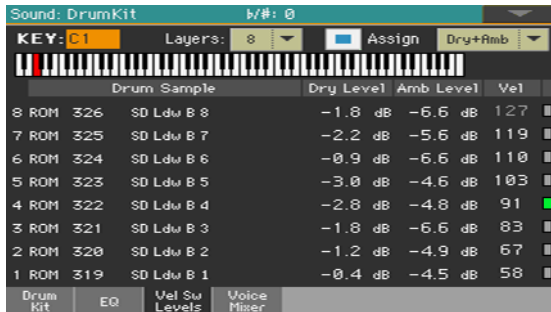 Sound: DrumKit b/#: 0
KEY: C1 Layers: 8 Assign Dry+Amb
Drum Sample Dry Level Amb Level Vel
8 ROM 326 SD Ldw B 8 -1.8 dB -6.6 dB 127
7 ROM 325 SD Ldw B 7 -2.2 dB -5.6 dB 119
6 ROM 324 SD Ldw B 6 -0.9 dB -6.6 dB 110
5 ROM 323 SD Ldw B 5 -3.0 dB -4.6 dB 103
4 ROM 322 SD Ldw B 4 -2.8 dB -4.8 dB 91
3 ROM 321 SD Ldw B 3 -1.8 dB -6.6 dB 83
2 ROM 320 SD Ldw B 2 -1.2 dB -4.9 dB 67
1 ROM 319 SD Ldw B 1 -0.4 dB -4.5 dB 58
Drum Kit EQ Vel Sw Levels Voice Mixer